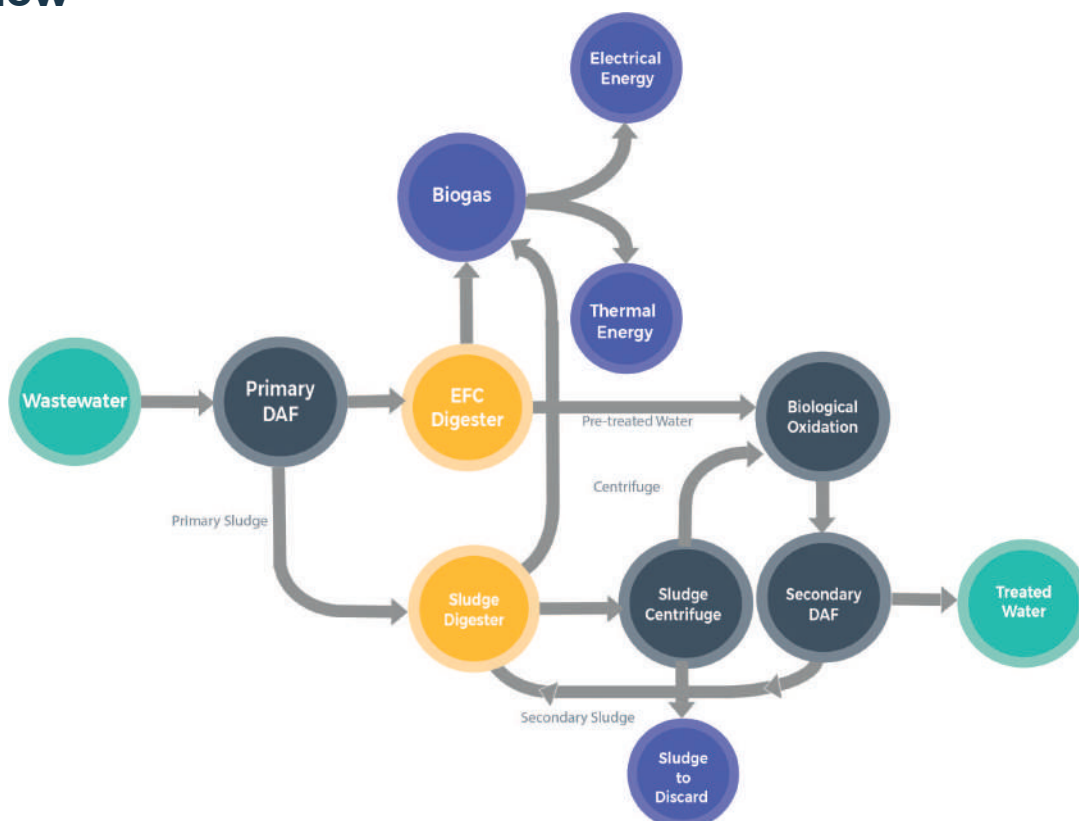 Electrical
Energy
Biogas
Thermal
Energy
Wastewater
Primary
DAF
EFC
Digester
Pre-treated Water
Biological
Oxidation
Centrifuge
Primary Sludge
Sludge
Digester
Sludge
Centrifuge
Secondary
DAF
Treated
Water
Secondary Sludge
Sludge
to
Discard